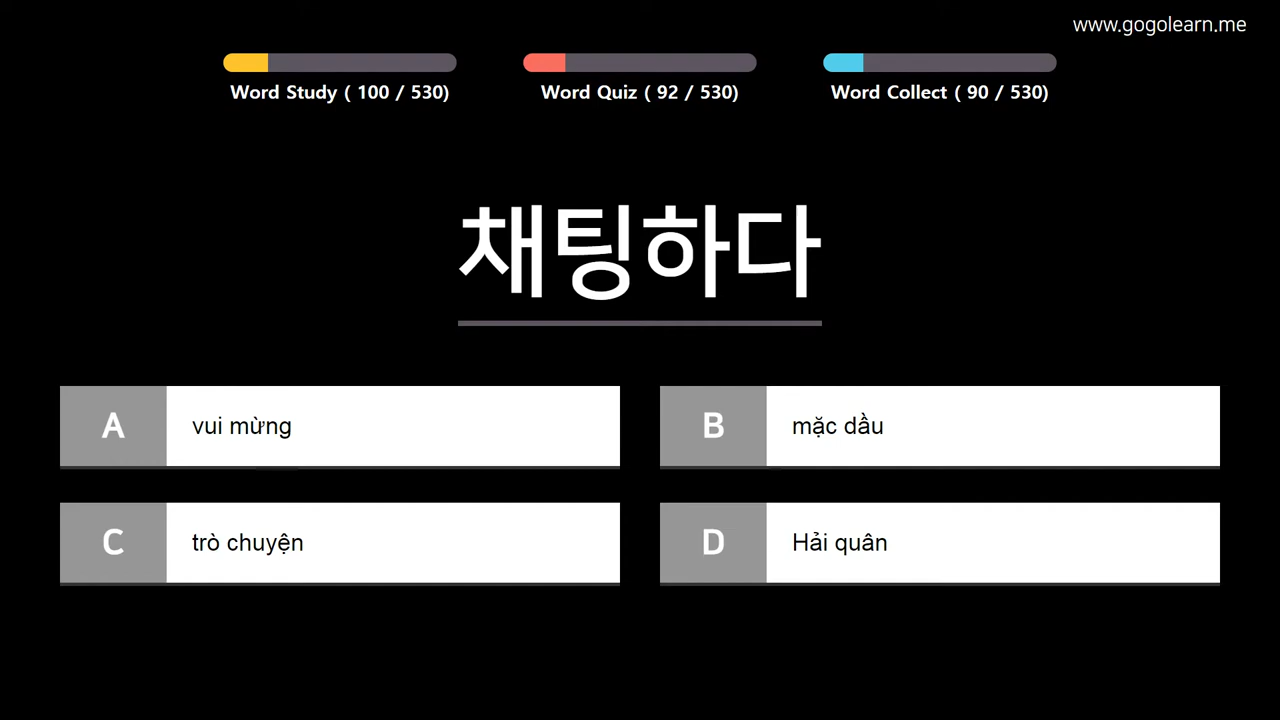 www.gogolearn.me
Word Study ( 100 / 530)
Word Quiz ( 92 / 530)
Word Collect ( 90 / 530)
채팅하다
A vui mừng
B mặc dầu
C trò chuyện
D Hải quân